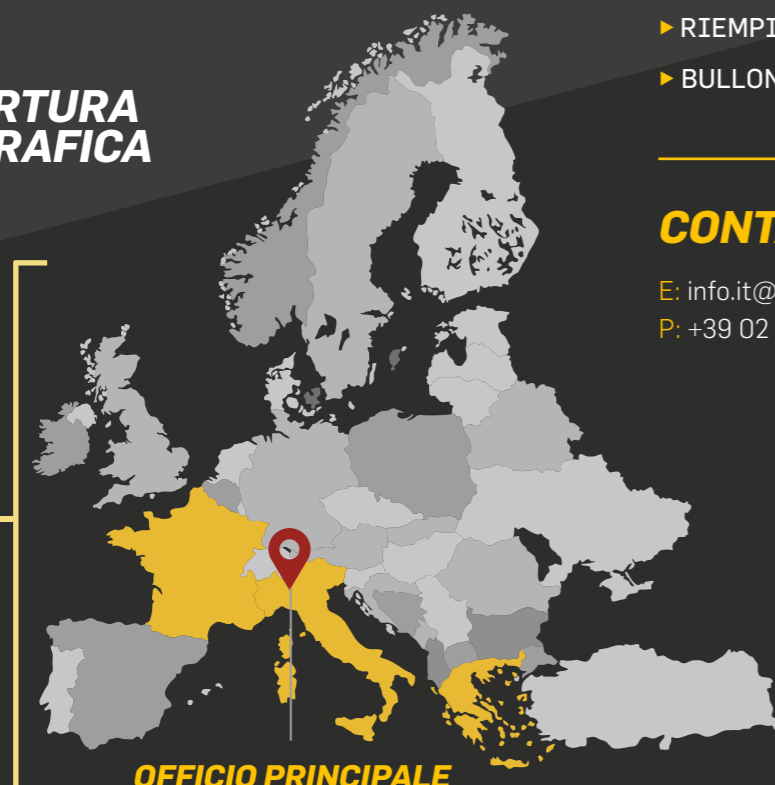 RTURA
RAFICA
▶ RIEMPI
▶ BULLON
CONT
E: info.it@
P: +39 02
OFFICIO PRINCIPALE